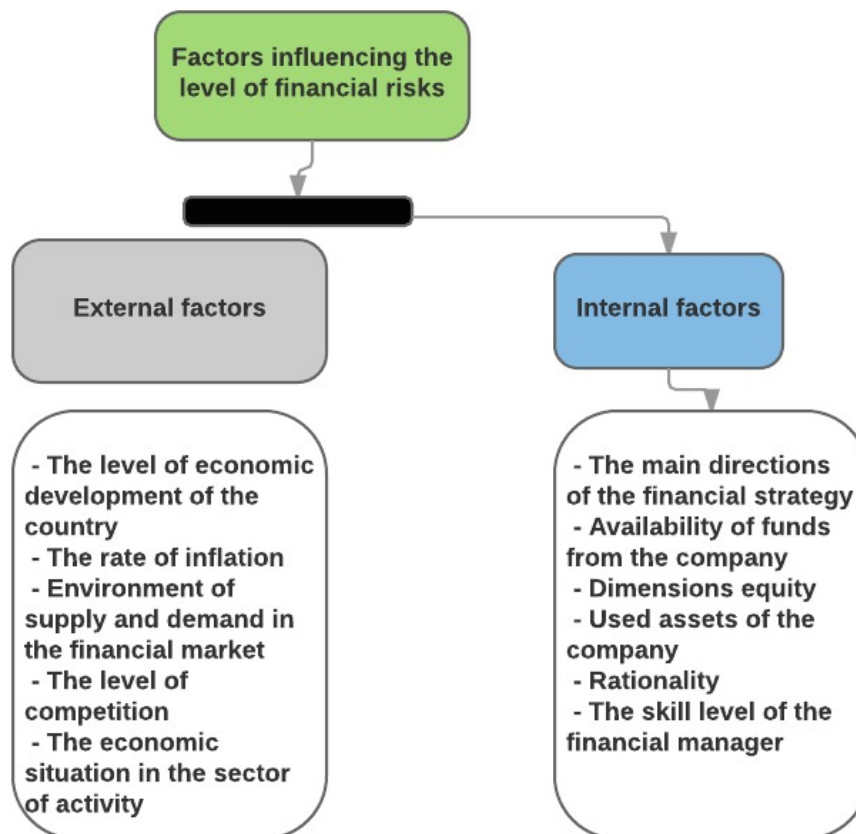 Factors influencing the
level of financial risks
External factors
Internal factors
- The level of economic
development of the
country
- The rate of inflation
- Environment of
supply and demand in
the financial market
- The level of
competition
- The economic
situation in the sector
of activity
- The main directions
of the financial strategy
- Availability of funds
from the company
- Dimensions equity
- Used assets of the
company
- Rationality
- The skill level of the
financial manager